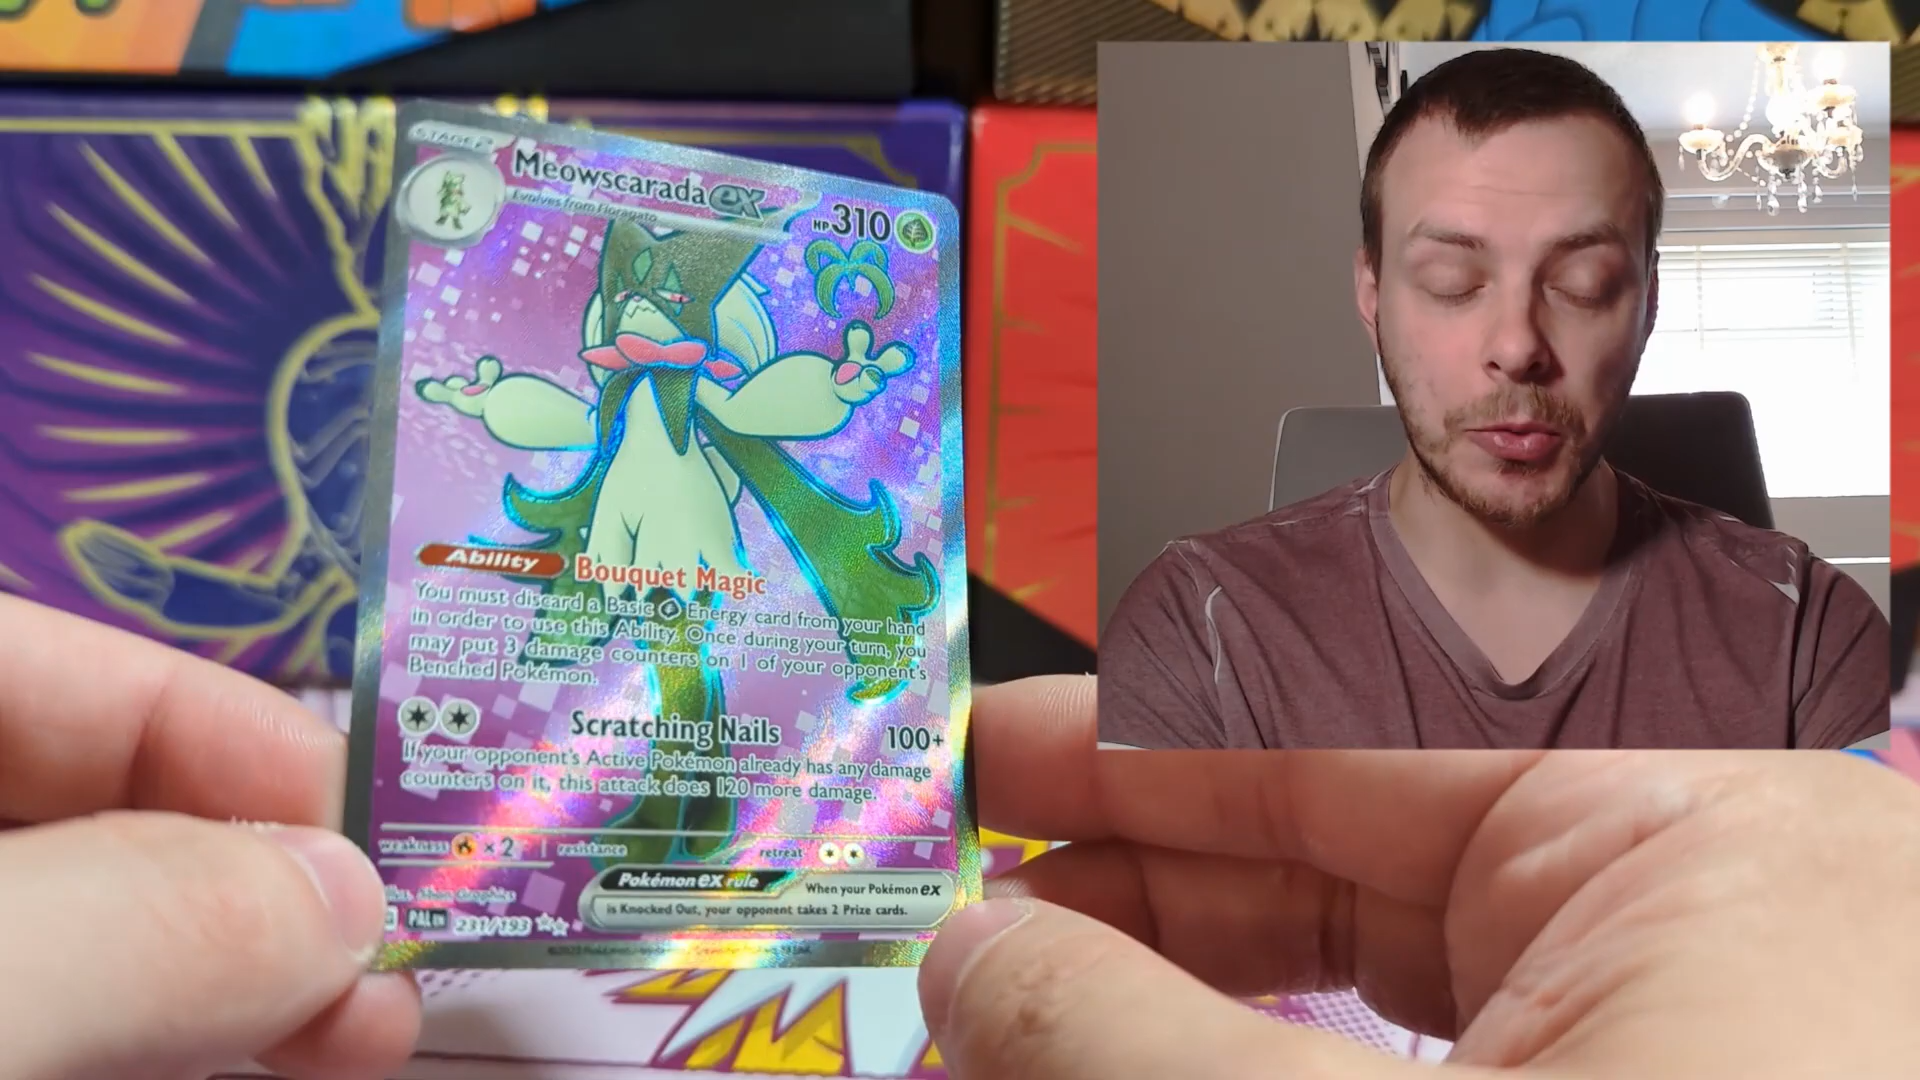 STAGE 2
Meowscarada ex
HP 310
Evolves from Floragato
Ability Bouquet Magic
You must discard a Basic Energy card from your hand
in order to use this Ability. Once during your turn, you
may put 3 damage counters on 1 of your opponent's
Benched Pokémon.
Scratching Nails 100+
If your opponent's Active Pokémon already has any damage
counters on it, this attack does 120 more damage.
weakness ×2 resistance retreat
Pokémon ex rule When your Pokémon ex
is Knocked Out, your opponent takes 2 Prize cards.
PAL EN 231/193